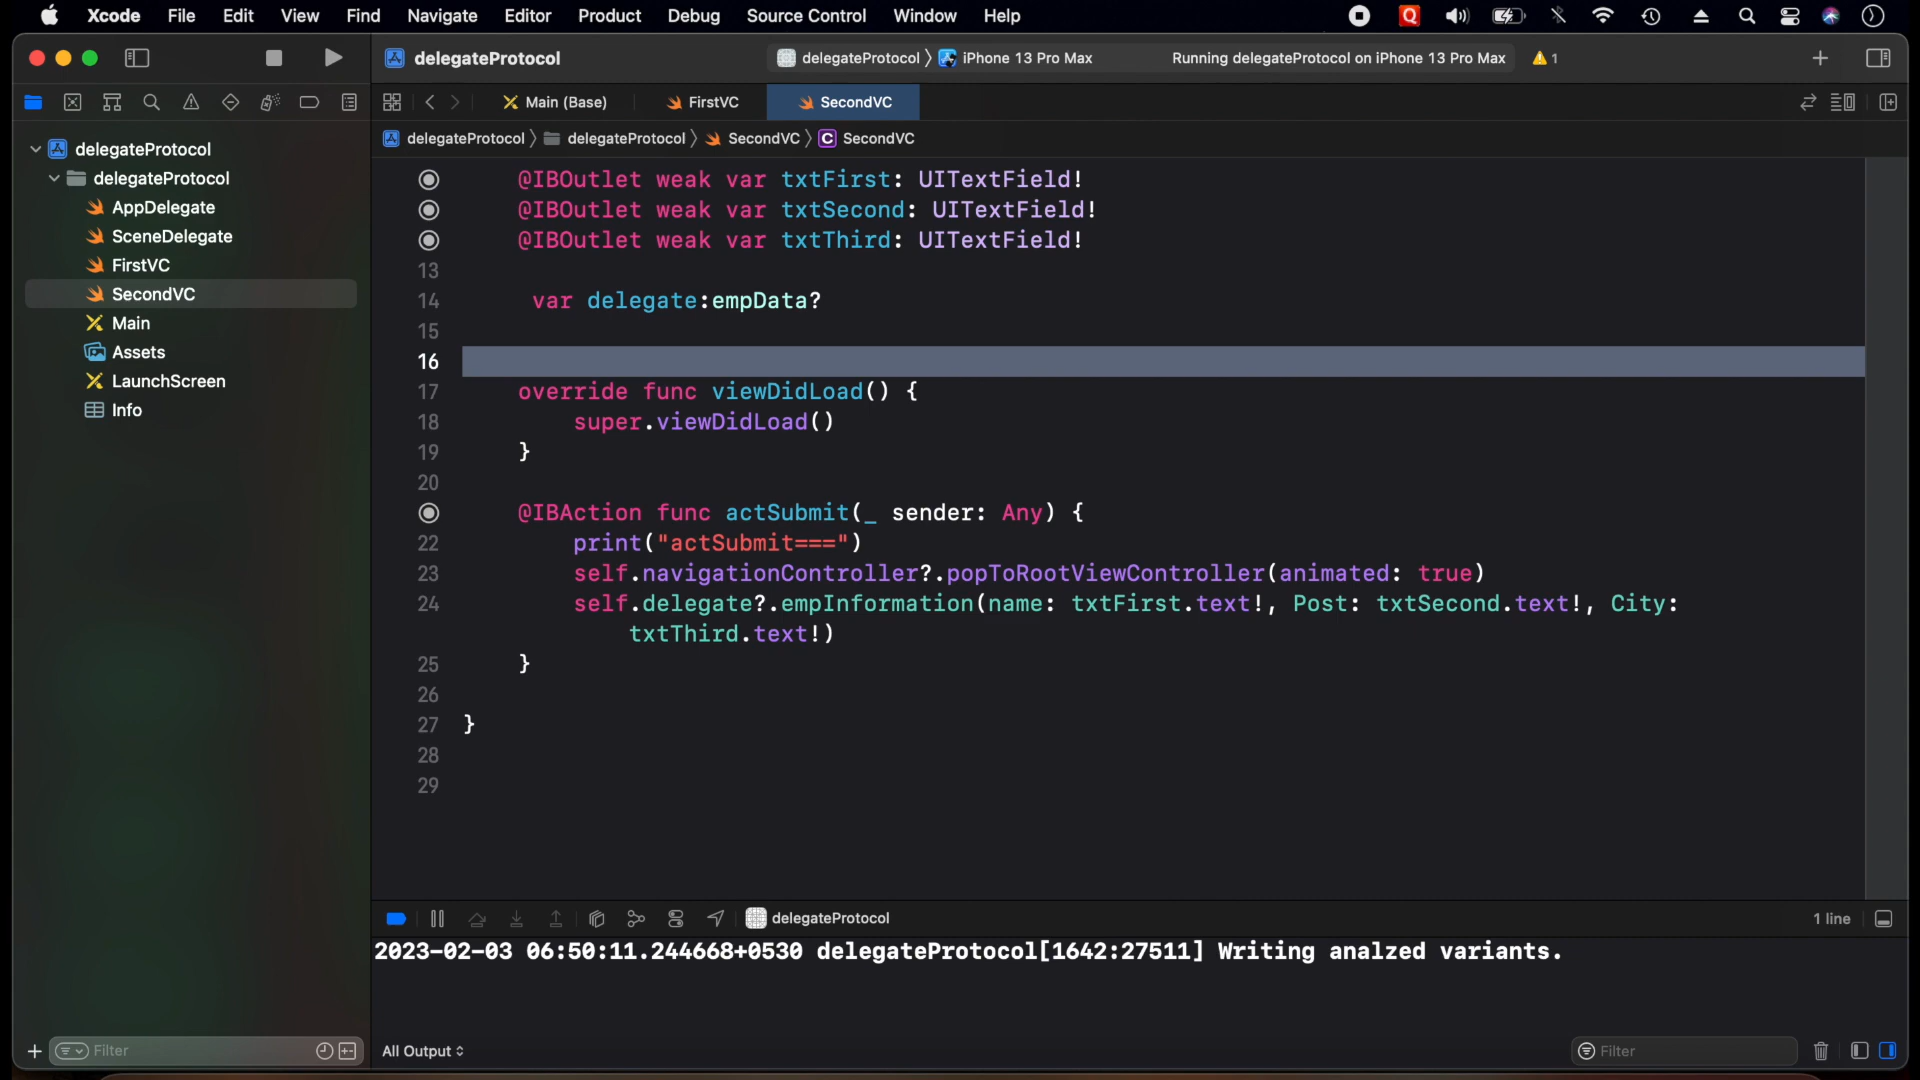 Xcode File Edit View Find Navigate Editor Product Debug Source Control Window Help
Q
delegateProtocol
delegateProtocol 〉 iPhone 13 Pro Max
Running delegateProtocol on iPhone 13 Pro Max
1
Main (Base)
FirstVC
SecondVC
delegateProtocol 〉 delegateProtocol 〉 SecondVC 〉 C SecondVC
delegateProtocol
delegateProtocol
AppDelegate
SceneDelegate
FirstVC
SecondVC
Main
Assets
LaunchScreen
Info
@IBOutlet weak var txtFirst: UITextField!
@IBOutlet weak var txtSecond: UITextField!
@IBOutlet weak var txtThird: UITextField!
13
14 var delegate:empData?
15
16
17 override func viewDidLoad() {
18 super.viewDidLoad()
19 }
20
@IBAction func actSubmit(_ sender: Any) {
22 print("actSubmit===")
23 self.navigationController?.popToRootViewController(animated: true)
24 self.delegate?.empInformation(name: txtFirst.text!, Post: txtSecond.text!, City:
txtThird.text!)
25 }
26
27 }
28
29
delegateProtocol
1 line
2023-02-03 06:50:11.244668+0530 delegateProtocol[1642:27511] Writing analzed variants.
Filter
All Output
Filter